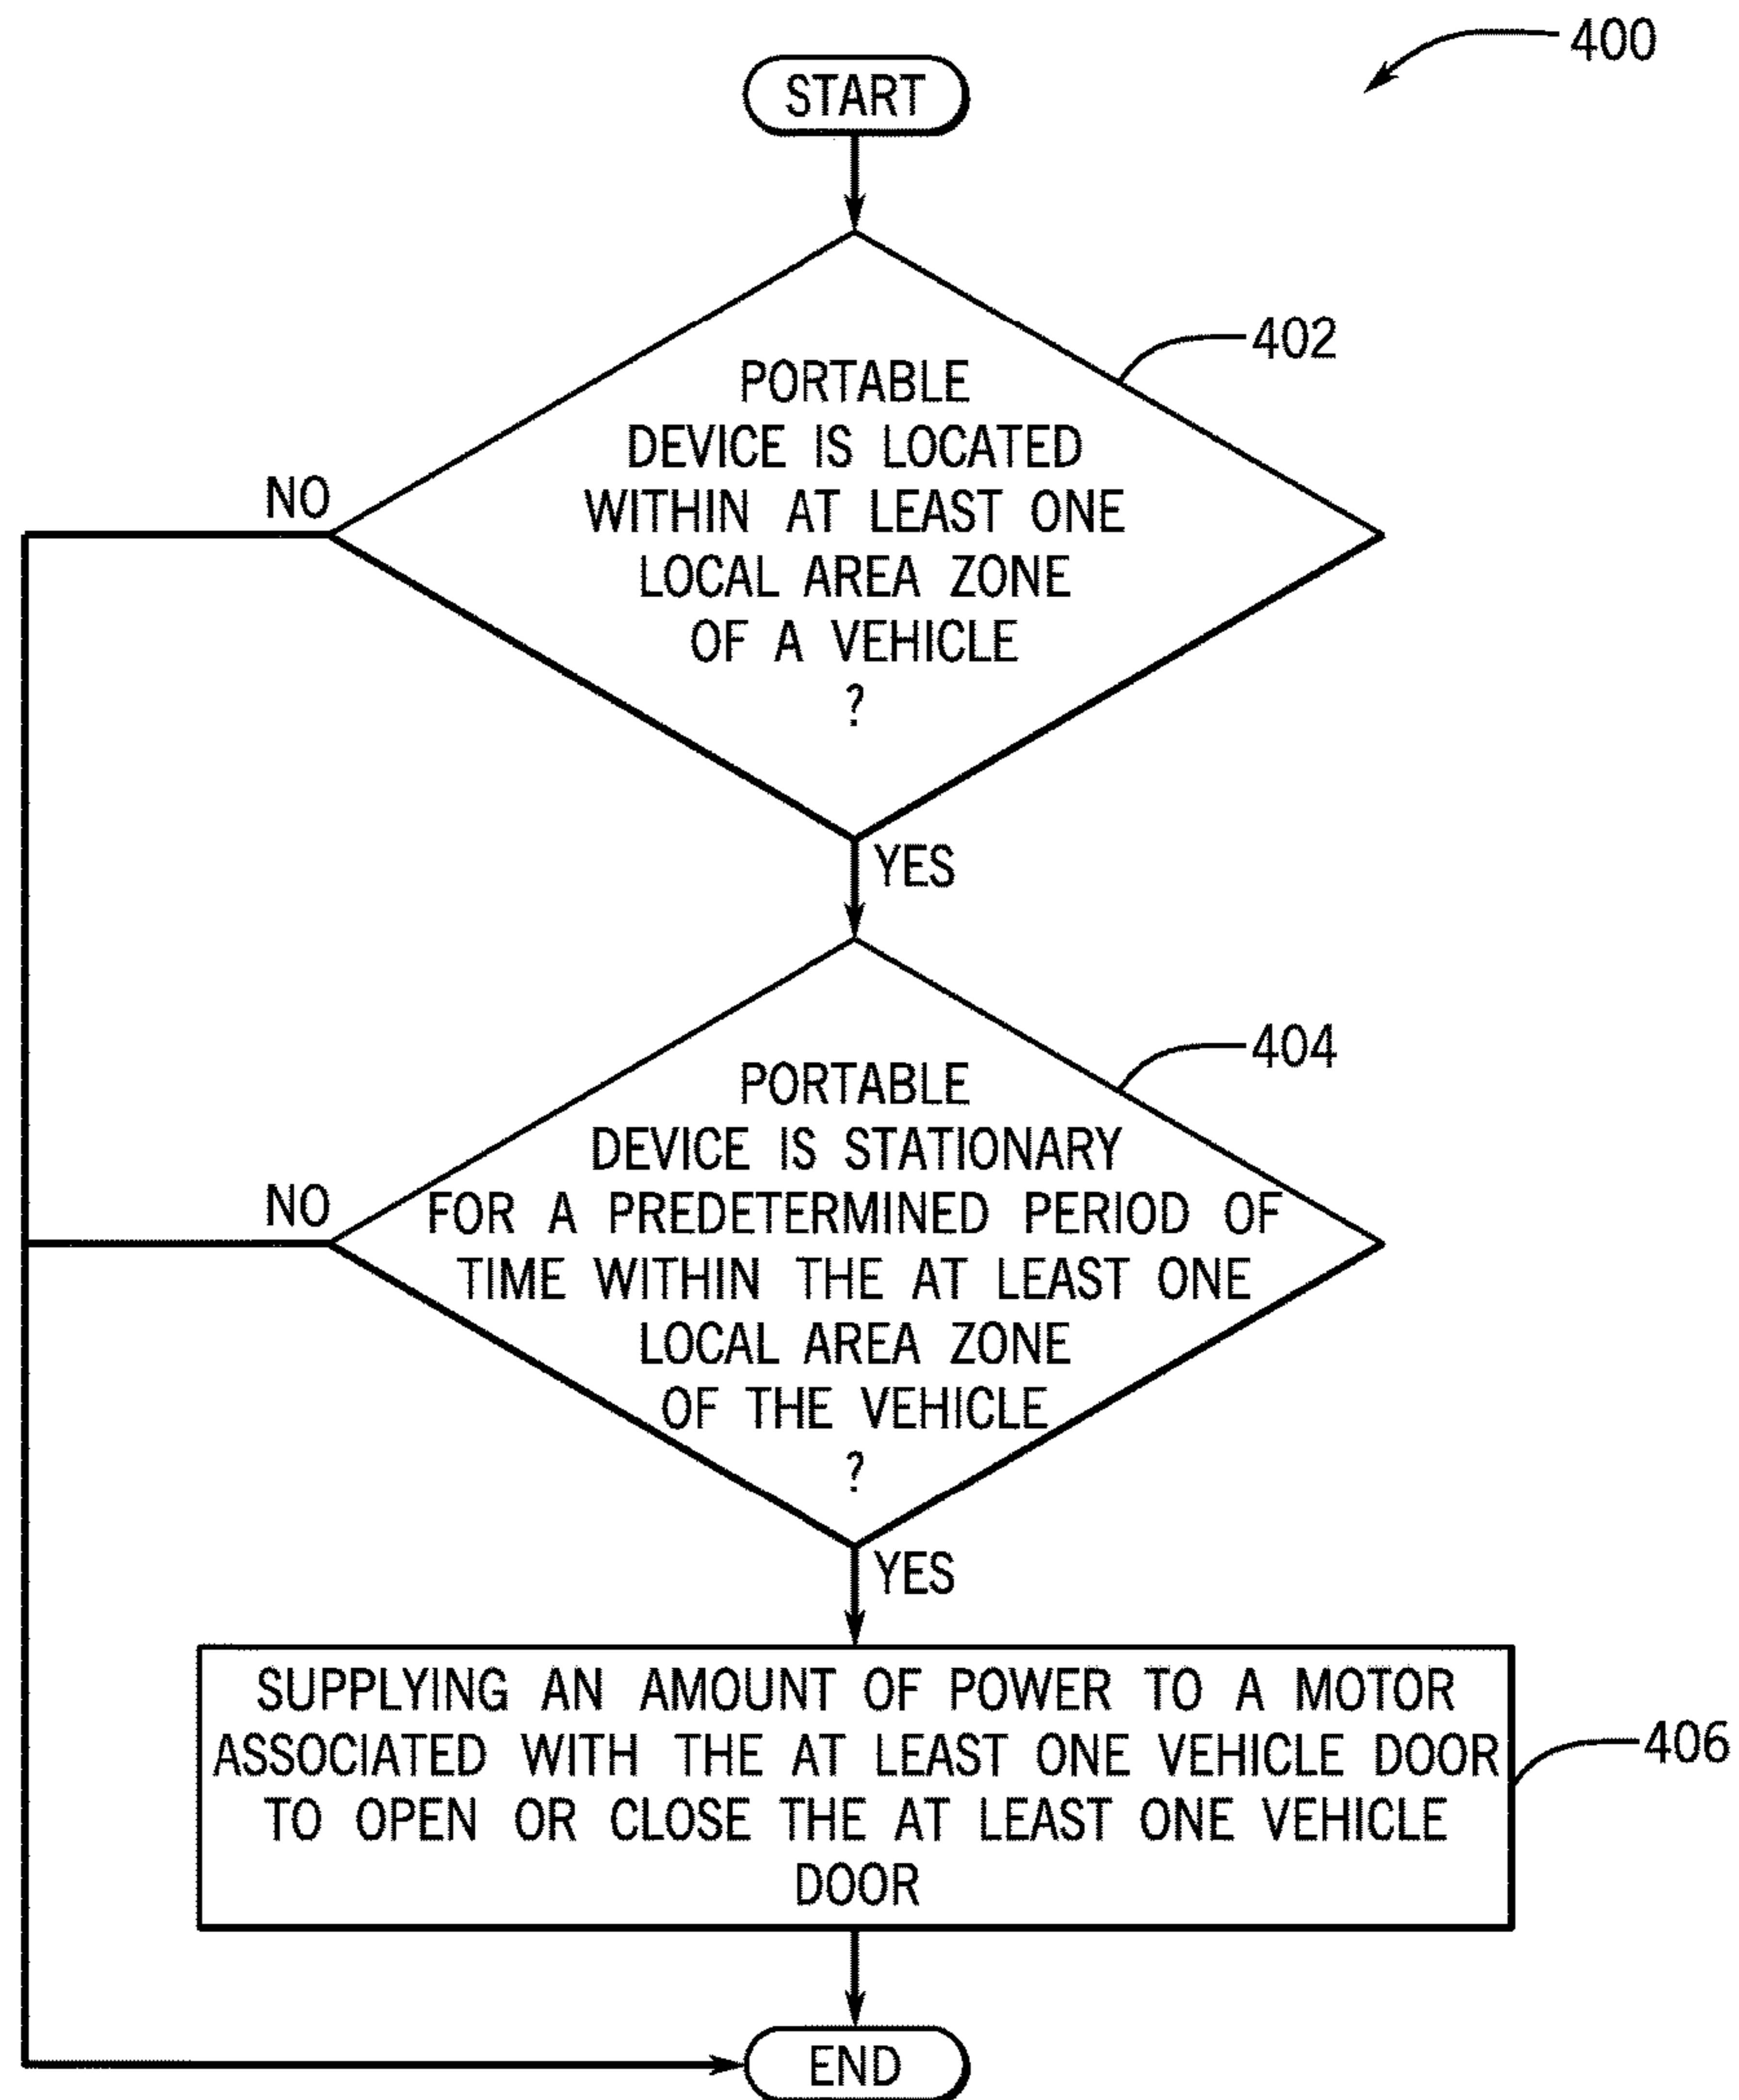 400
START
402
PORTABLE
DEVICE IS LOCATED
WITHIN AT LEAST ONE
LOCAL AREA ZONE
OF A VEHICLE
?
NO
YES
404
PORTABLE
DEVICE IS STATIONARY
FOR A PREDETERMINED PERIOD OF
TIME WITHIN THE AT LEAST ONE
LOCAL AREA ZONE
OF THE VEHICLE
?
NO
YES
SUPPLYING AN AMOUNT OF POWER TO A MOTOR
ASSOCIATED WITH THE AT LEAST ONE VEHICLE DOOR
TO OPEN OR CLOSE THE AT LEAST ONE VEHICLE
DOOR
406
END